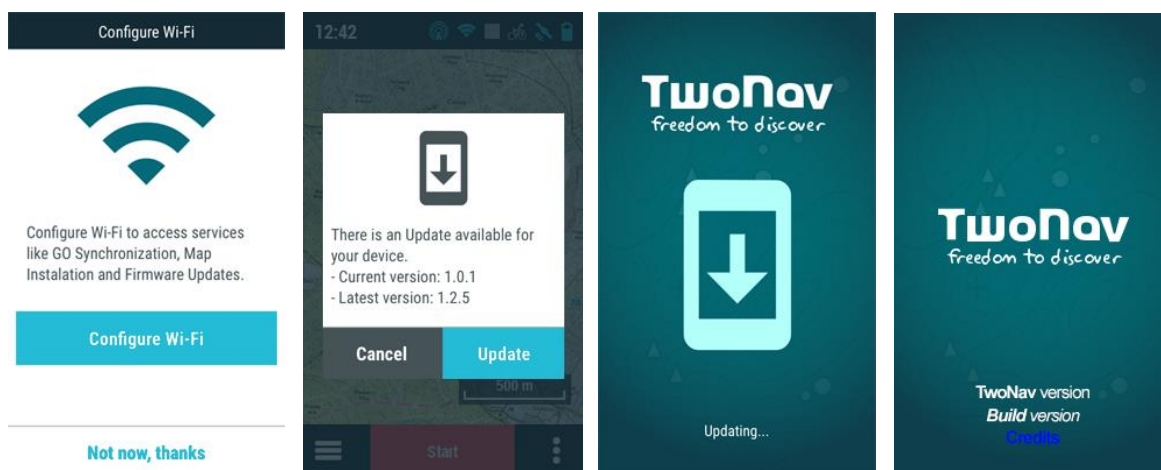 Configure Wi-Fi
Configure Wi-Fi to access services
like GO Synchronization, Map
Instalation and Firmware Updates.
Configure Wi-Fi
Not now, thanks
12:42
There is an Update available for
your device.
- Current version: 1.0.1
- Latest version: 1.2.5
Cancel
Update
500 m
Start
TwoNav
freedom to discover
Updating...
TwoNav
freedom to discover
TwoNav version
Build version
Credits